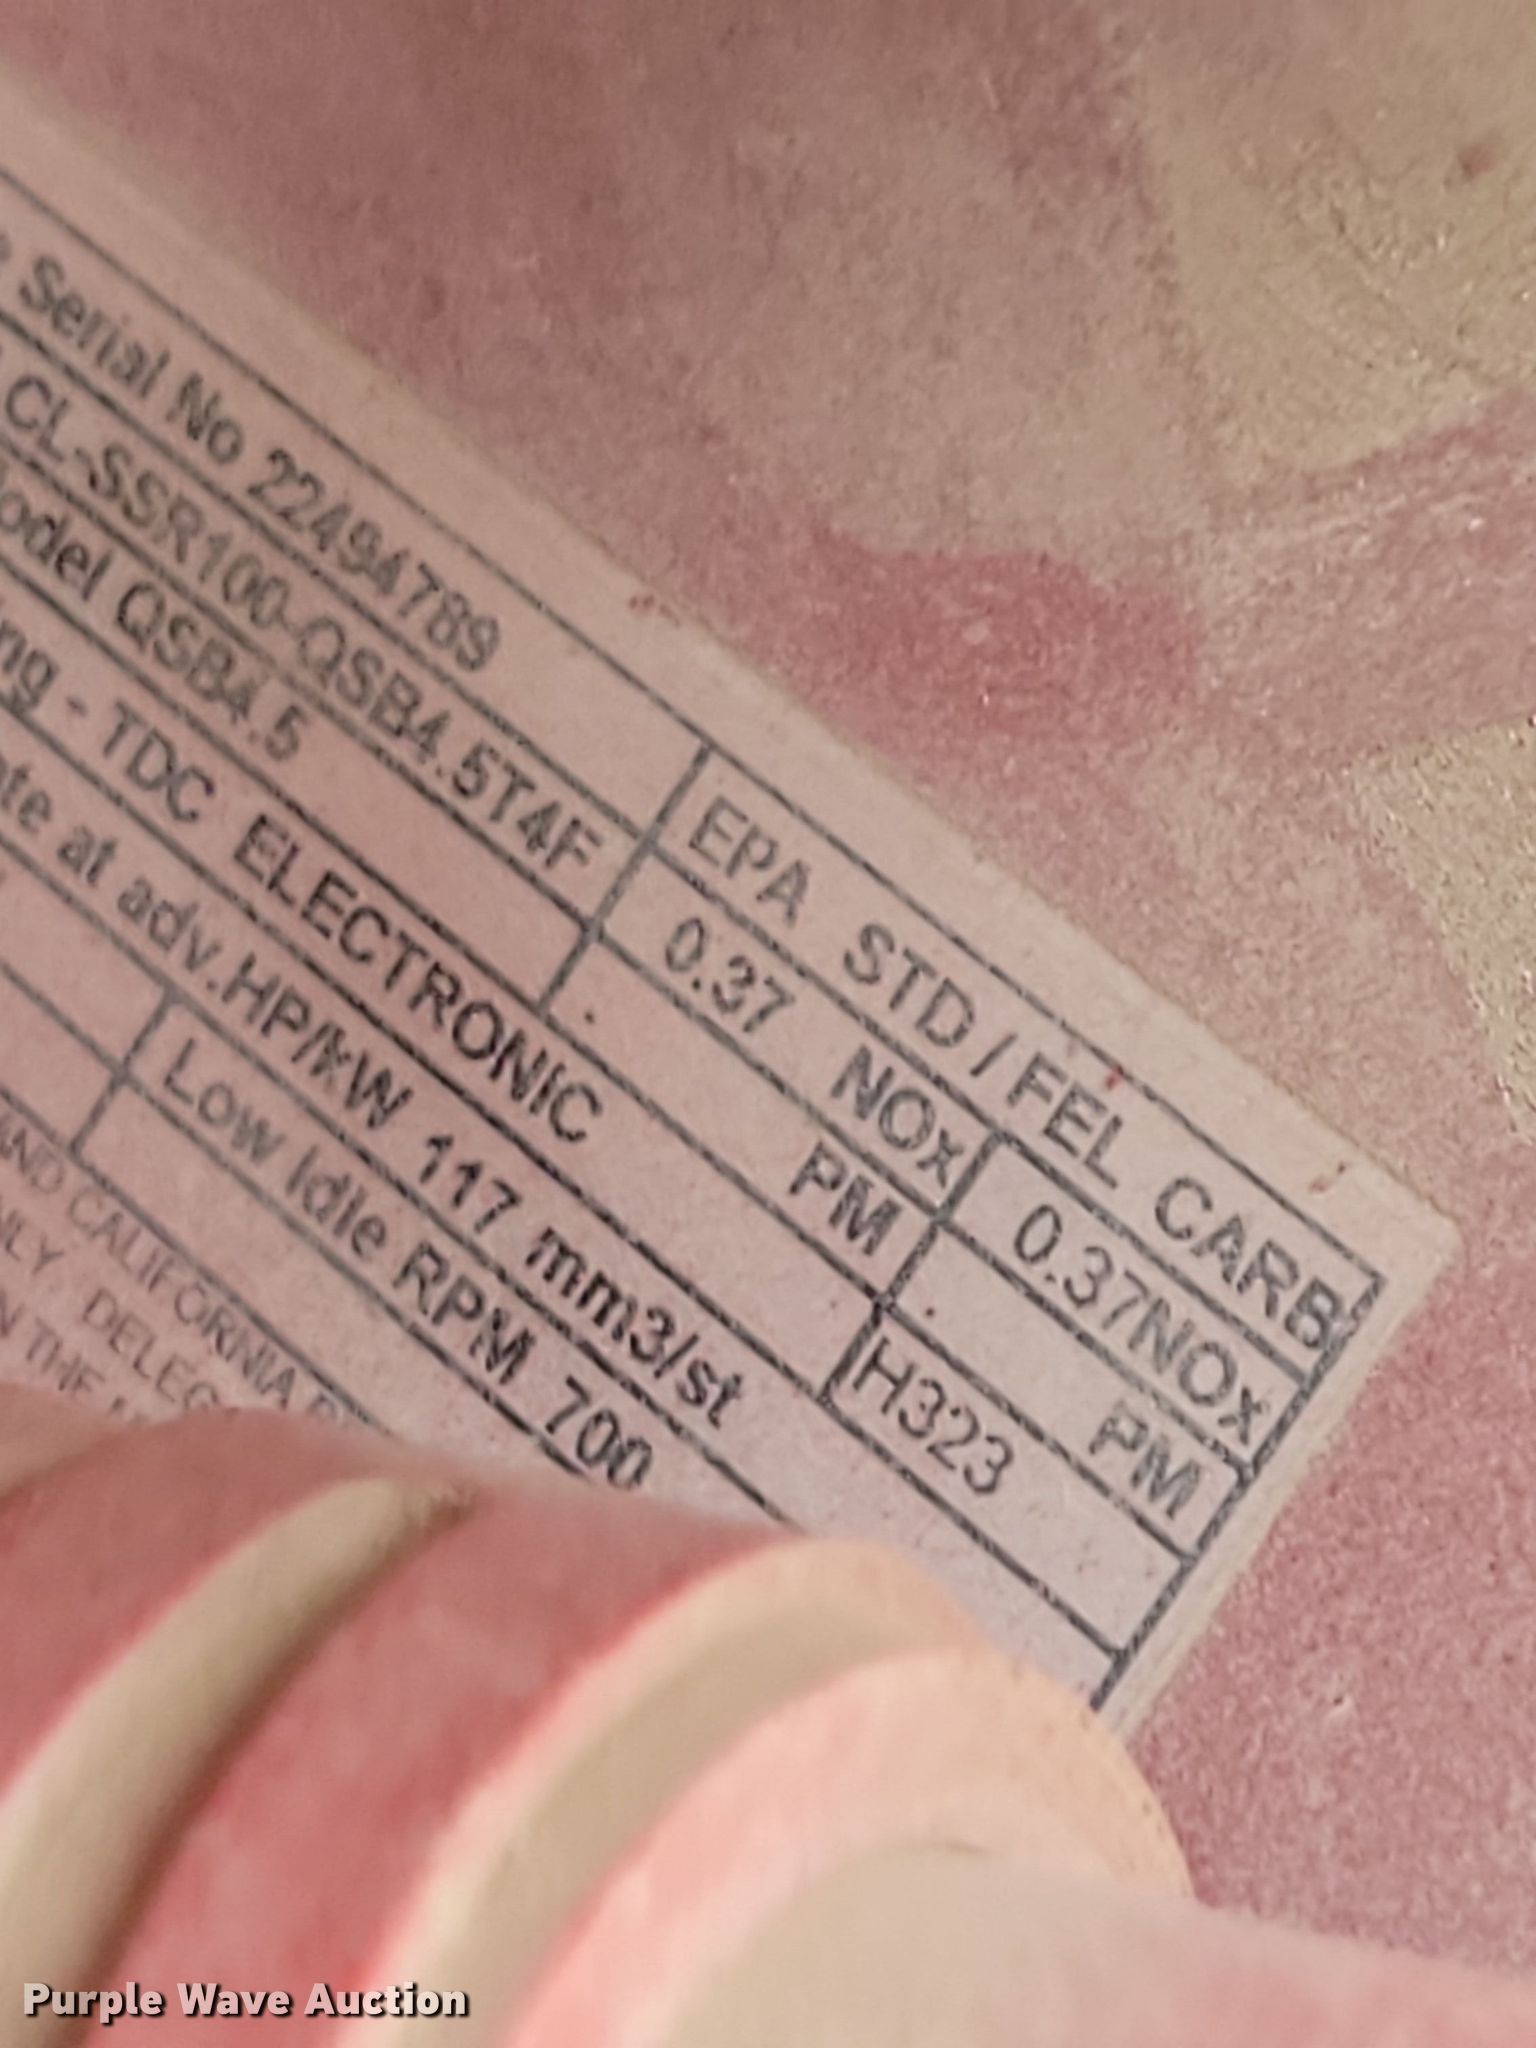 Serial No 22494789
CL-SSR100-QSB4.5T4F
odel QSB4.5
ng - TDC ELECTRONIC
ate at adv.HP/kW 117 mm3/st
Low Idle RPM 700
EPA STD / FEL CARB
0.37 NOx 0.37NOx
. PM . PM
H323
AND CALIFORNIA
NLY. DELEG
N THE
Purple Wave Auction